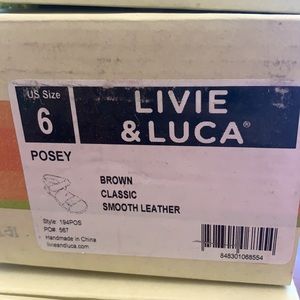 US Size
6
LIVIE
& LUCA®
POSEY
BROWN
CLASSIC
SMOOTH LEATHER
Style: 194POS
PO#: 567
Handmade in China
livieandluca.com
848301068554